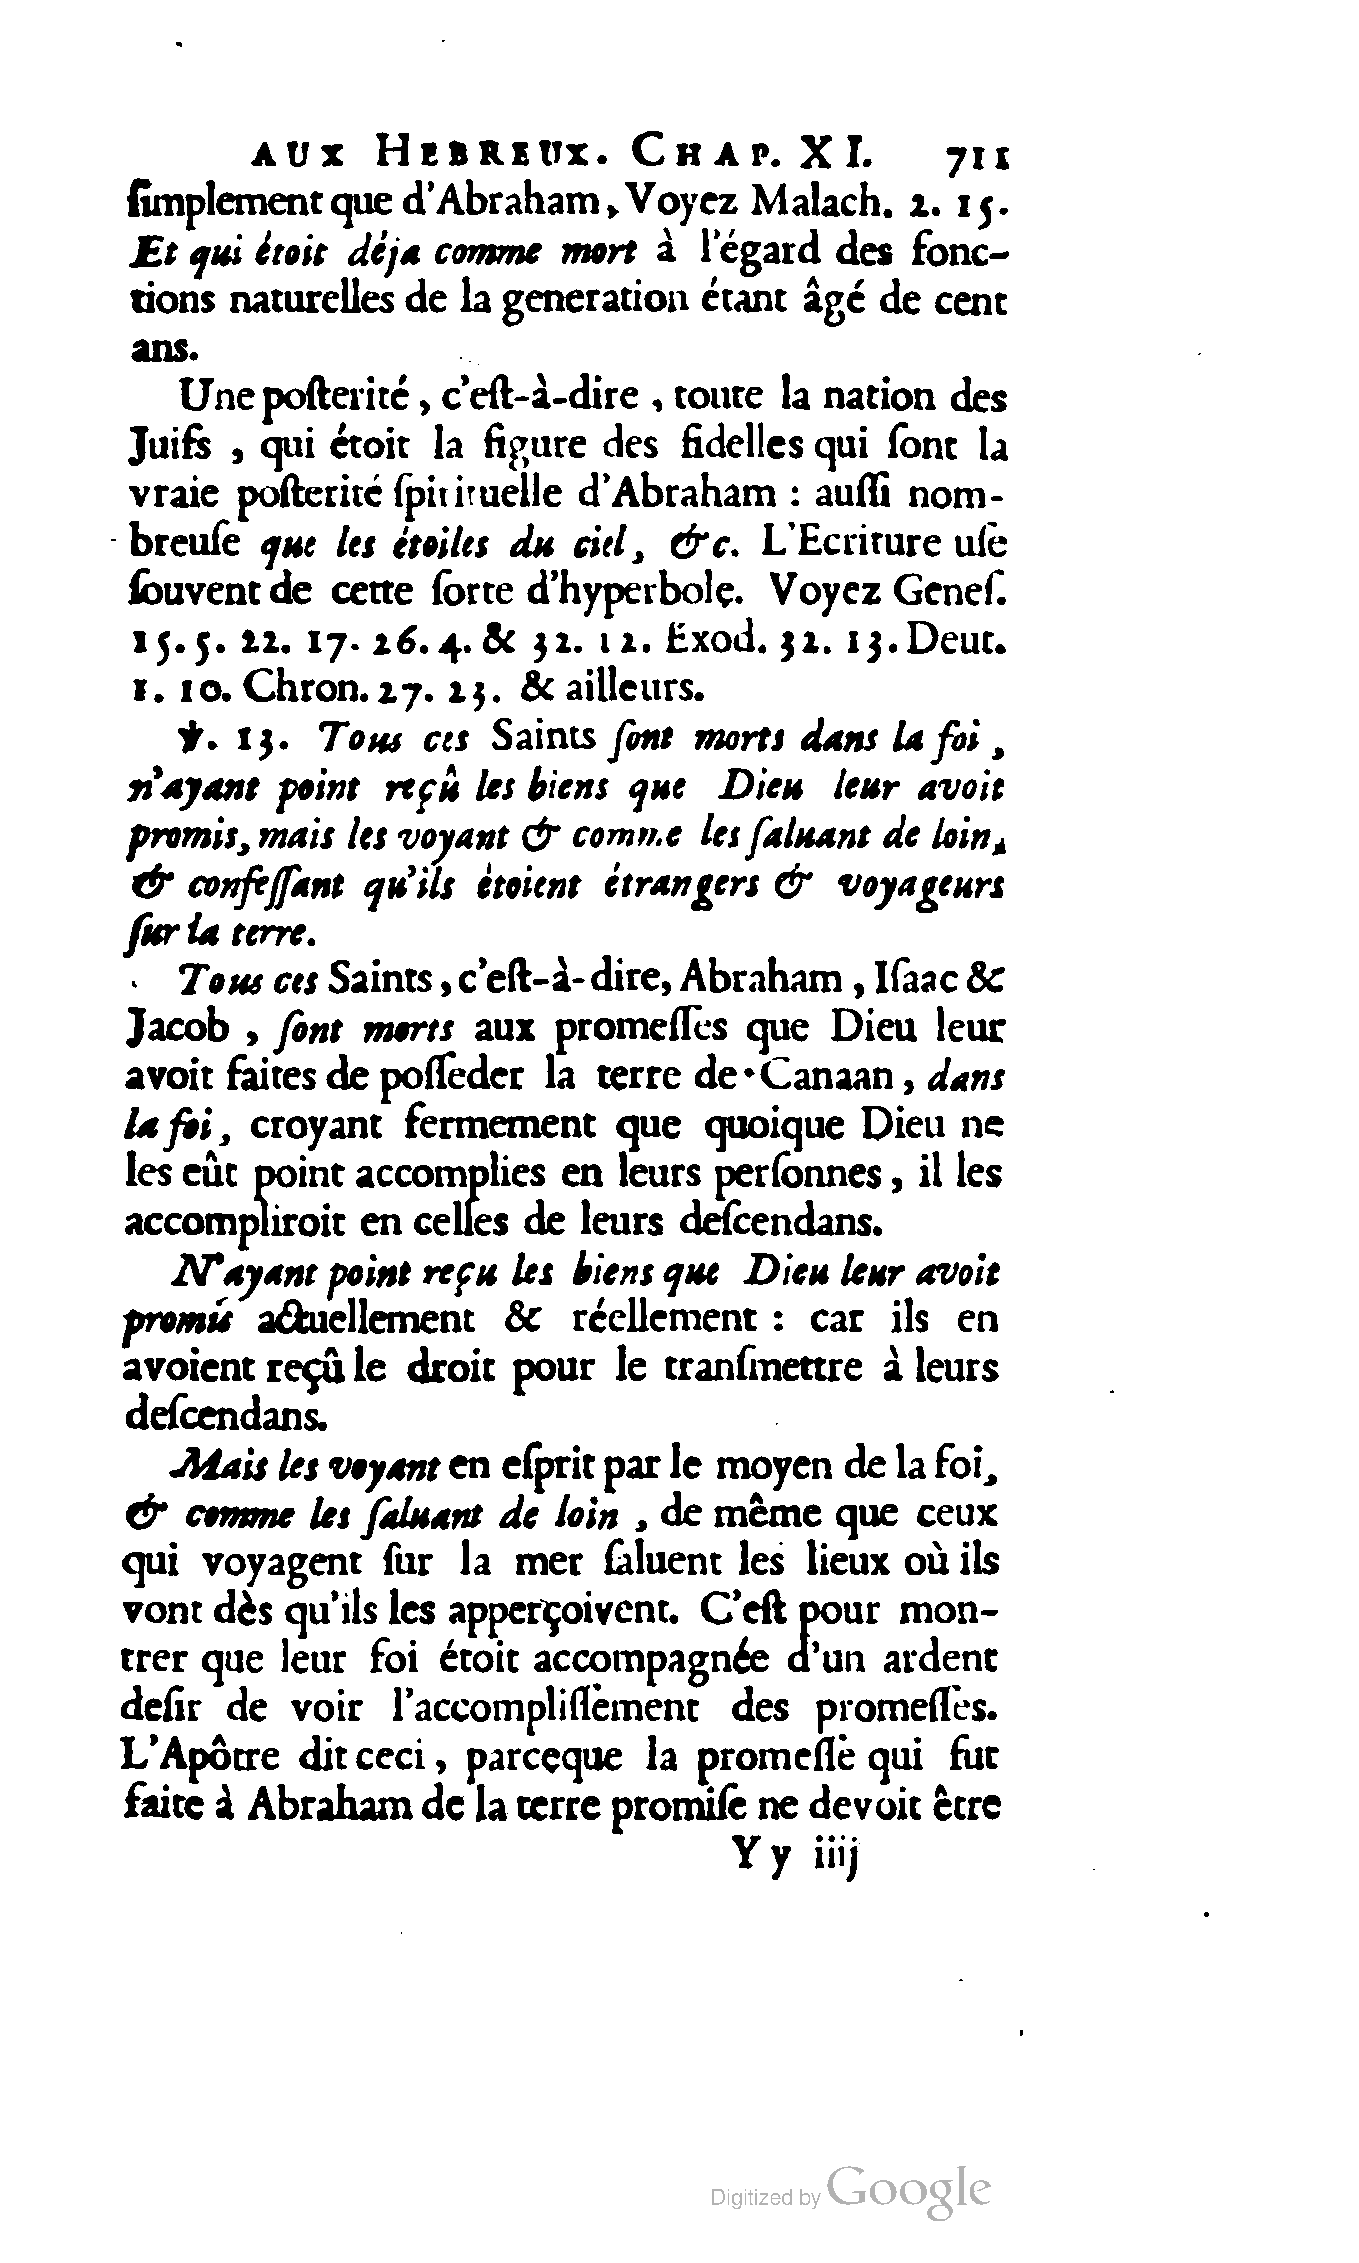 AUX HEBREUX. CHAP. XI. 711
ſimplement que d'Abraham, Voyez Malach. 2. 15.
Et qui étoit déja comme mort à l'égard des fonc-
tions naturelles de la generation étant âgé de cent
ans.
Une poſterité, c'eſt-à-dire, toute la nation des
Juifs, qui étoit la figure des fidelles qui ſont la
vraie poſterité ſpirituelle d'Abraham : auſſi nom-
breuſe que les étoiles du ciel, &c. L'Ecriture uſe
ſouvent de cette ſorte d'hyperbole. Voyez Geneſ.
15. 5. 22. 17. 26. 4. & 32. 12. Exod. 32. 13. Deut.
1. 10. Chron. 27. 23. & ailleurs.
℣. 13. Tous ces Saints ſont morts dans la foi,
n'ayant point reçû les biens que Dieu leur avoit
promis, mais les voyant & comme les ſaluant de loin,
& confeſſant qu'ils étoient étrangers & voyageurs
ſur la terre.
Tous ces Saints, c'eſt-à-dire, Abraham, Iſaac &
Jacob, ſont morts aux promeſſes que Dieu leur
avoit faites de poſſeder la terre de Canaan, dans
la foi, croyant fermement que quoique Dieu ne
les eût point accomplies en leurs perſonnes, il les
accompliroit en celles de leurs deſcendans.
N'ayant point reçu les biens que Dieu leur avoit
promis actuellement & réellement : car ils en
avoient reçû le droit pour le tranſmettre à leurs
deſcendans.
Mais les voyant en eſprit par le moyen de la foi,
& comme les ſaluant de loin, de même que ceux
qui voyagent ſur la mer ſaluent les lieux où ils
vont dès qu'ils les apperçoivent. C'eſt pour mon-
trer que leur foi étoit accompagnée d'un ardent
deſir de voir l'accompliſſement des promeſſes.
L'Apôtre dit ceci, parceque la promeſſe qui fut
faite à Abraham de la terre promiſe ne devoit être
Yy iiij
Digitized by Google